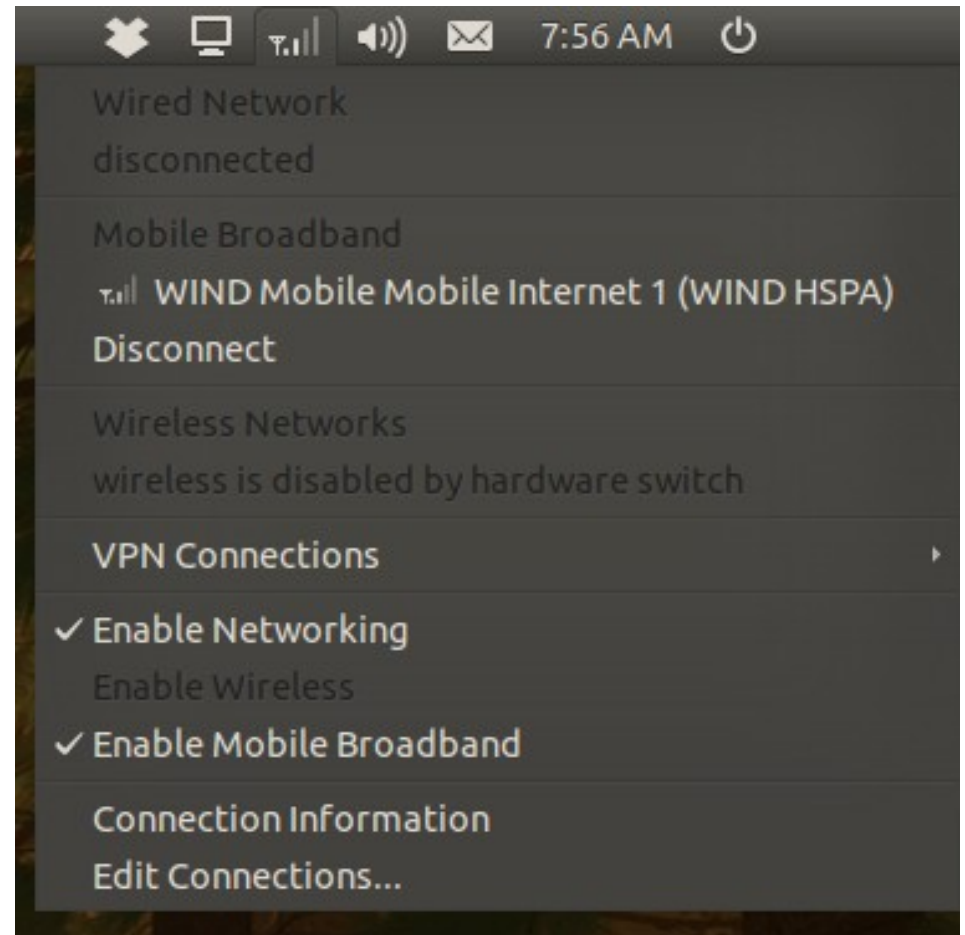 7:56 AM
Wired Network
disconnected
Mobile Broadband
WIND Mobile Mobile Internet 1 (WIND HSPA)
Disconnect
Wireless Networks
wireless is disabled by hardware switch
VPN Connections
Enable Networking
Enable Wireless
Enable Mobile Broadband
Connection Information
Edit Connections...